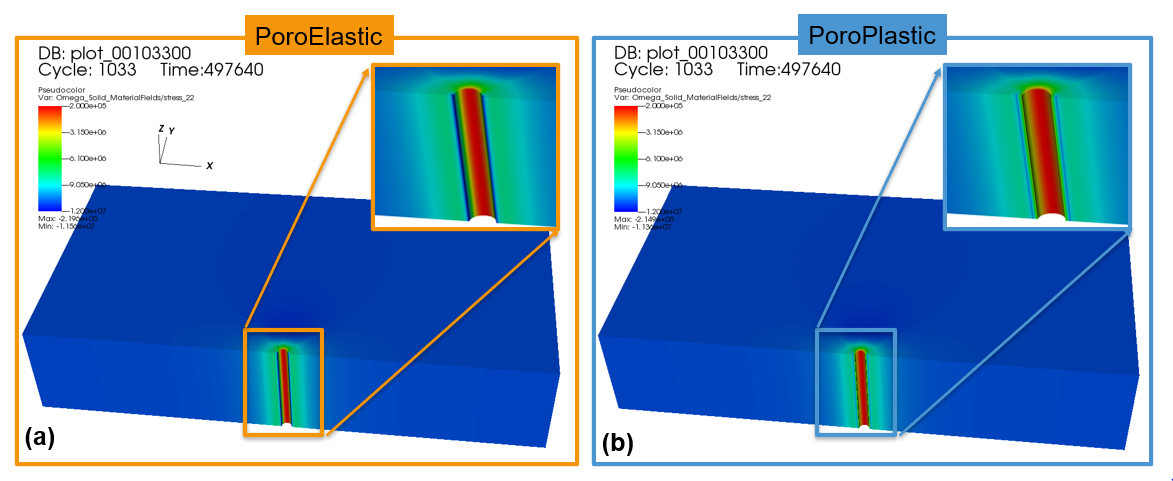 PoroElastic
DB: plot_00103300
Cycle: 1033 Time:497640
Pseudocolor
Var: Omega_Solid_MaterialFields/stress_22
2.000e+05
-3.150e+06
-6.100e+06
-9.050e+06
-1.200e+07
Max: -2.196e+05
Min: -1.156e+07
Z
Y
X
(a)
PoroPlastic
DB: plot_00103300
Cycle: 1033 Time:497640
Pseudocolor
Var: Omega_Solid_MaterialFields/stress_22
-2.000e+05
-3.150e+06
-6.100e+06
-9.050e+06
-1.200e+07
Max: -2.149e+05
Min: -1.136e+07
(b)